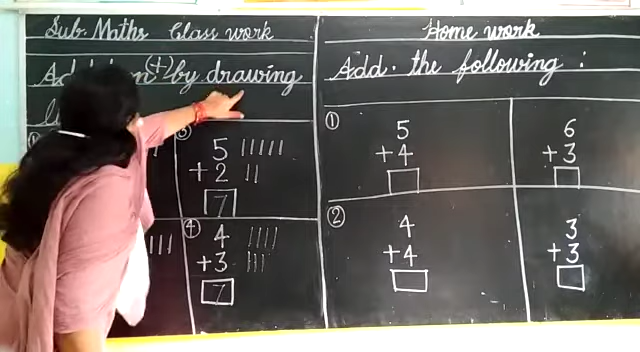 Sub. Maths Class work
(+) by drawing
③
5 |||||
+ 2 ||
7
|||
④
4 ||||
+ 3 |||
7
Home work
Add. the following :
①
5
+ 4
6
+ 3
②
4
+ 4
3
+ 3